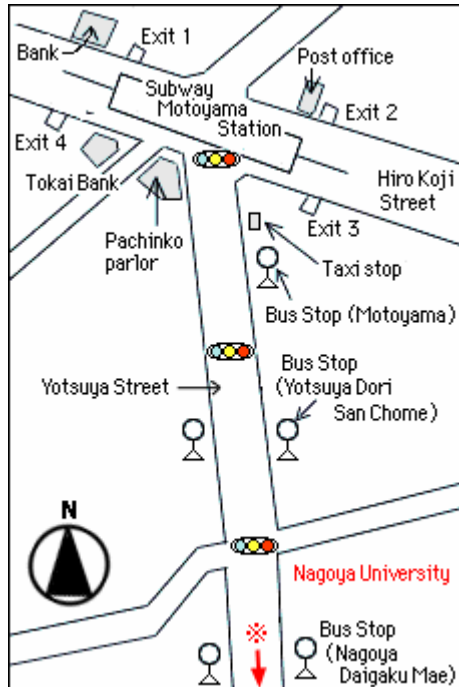 Exit 1
Bank
Post office
Subway
Motoyama
Station
Exit 2
Exit 4
Tokai Bank
Hiro Koji
Street
Exit 3
Pachinko
parlor
Taxi stop
Bus Stop (Motoyama)
Bus Stop
(Yotsuya Dori
San Chome)
Yotsuya Street
N
Nagoya University
※
Bus Stop
(Nagoya
Daigaku Mae)